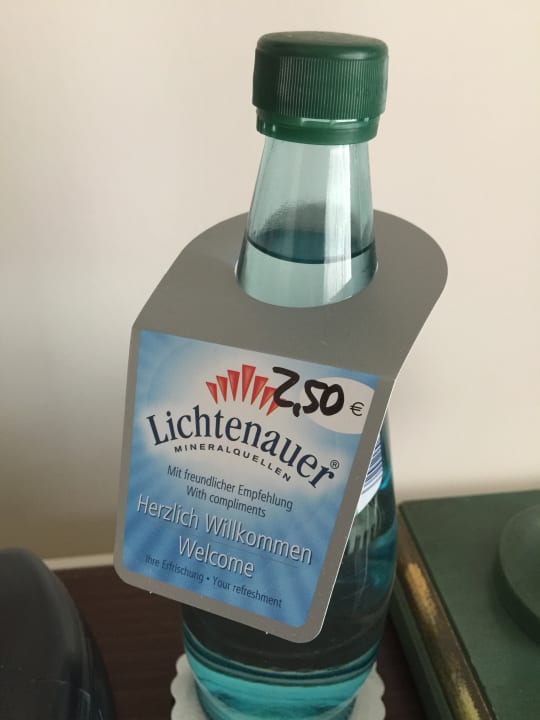 2,50 €
Lichtenauer®
MINERALQUELLEN
Mit freundlicher Empfehlung
With compliments
Herzlich Willkommen
Welcome
Ihre Erfrischung • Your refreshment